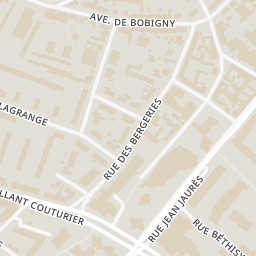 AVE. DE BOBIGNY
LAGRANGE
RUE DES BERGERIES
LLANT COUTURIER
RUE JEAN JAURÈS
RUE BÉTHISY